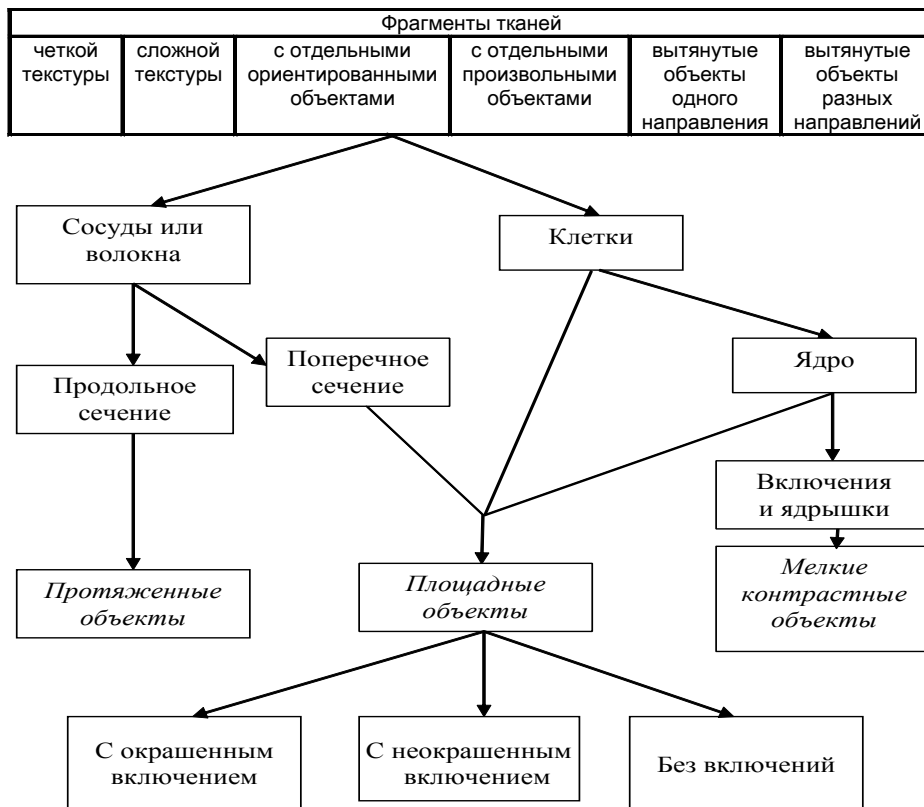 Фрагменты тканей
четкой
текстуры
сложной
текстуры
с отдельными
ориентированными
объектами
с отдельными
произвольными
объектами
вытянутые
объекты
одного
направления
вытянутые
объекты
разных
направлений
Сосуды или
волокна
Клетки
Продольное
сечение
Поперечное
сечение
Ядро
Включения
и ядрышки
Протяженные
объекты
Площадные
объекты
Мелкие
контрастные
объекты
С окрашенным
включением
С неокрашенным
включением
Без включений